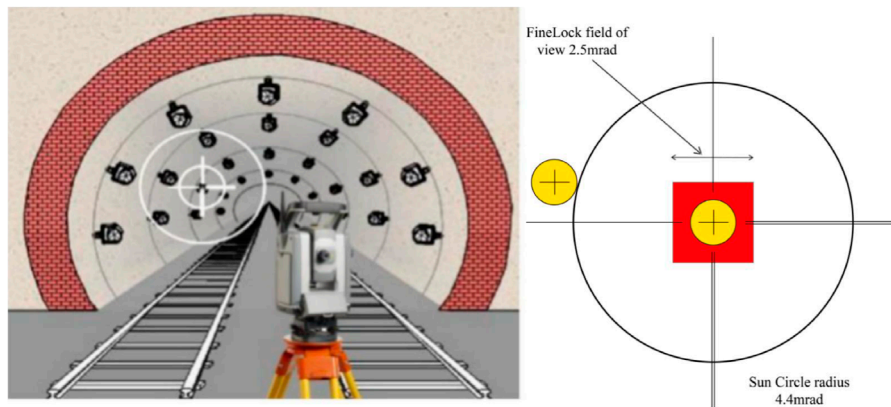 FineLock field of
view 2.5mrad
Sun Circle radius
4.4mrad